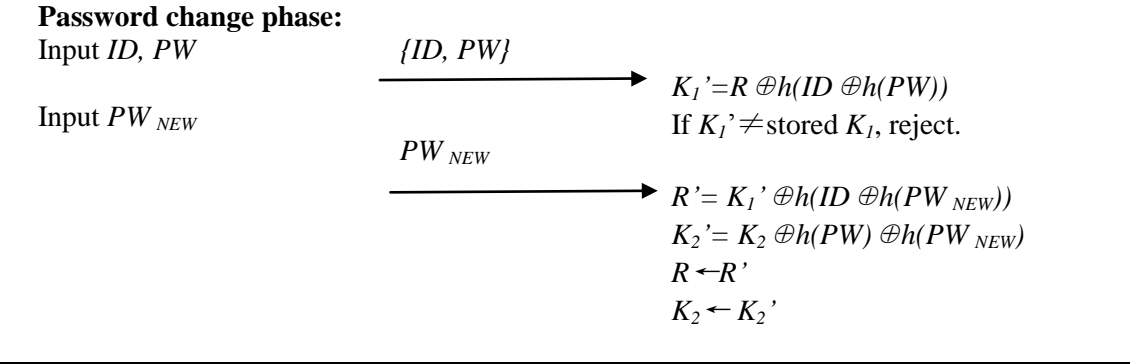 Password change phase:
Input ID, PW {ID, PW}
K₁’=R ⊕h(ID ⊕h(PW))
Input PW NEW
If K₁’≠stored K₁, reject.
PW NEW
R’= K₁’ ⊕h(ID ⊕h(PW NEW))
K₂’= K₂ ⊕h(PW) ⊕h(PW NEW)
R←R’
K₂← K₂’